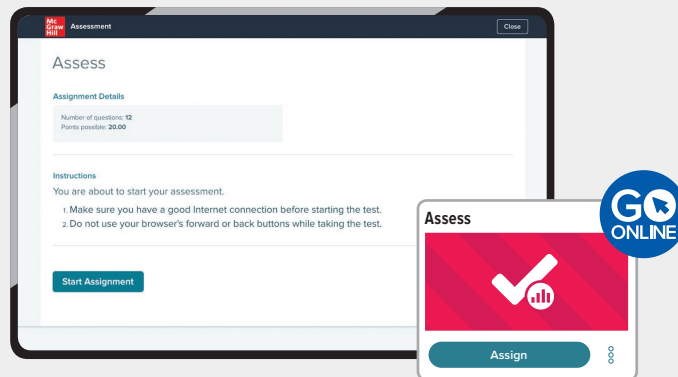 Mc
Graw
Hill
Assessment
Close
Assess
Assignment Details
Number of questions: 12
Points possible: 20.00
Instructions
You are about to start your assessment.
1. Make sure you have a good Internet connection before starting the test.
2. Do not use your browser's forward or back buttons while taking the test.
Start Assignment
Assess
Assign
GO
ONLINE